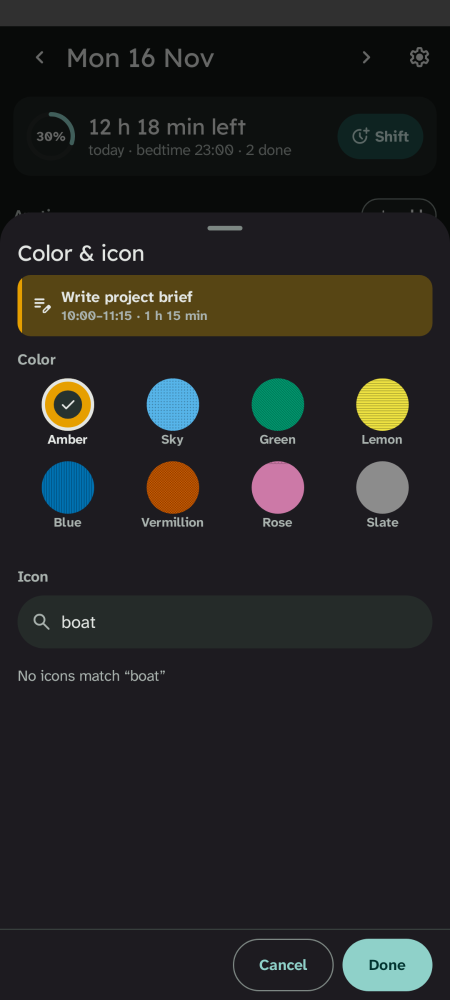 Mon 16 Nov
30%
12 h 18 min left
today · bedtime 23:00 · 2 done
Shift
Color & icon
Write project brief
10:00–11:15 · 1 h 15 min
Color
Amber
Sky
Green
Lemon
Blue
Vermillion
Rose
Slate
Icon
boat
No icons match “boat”
Cancel
Done